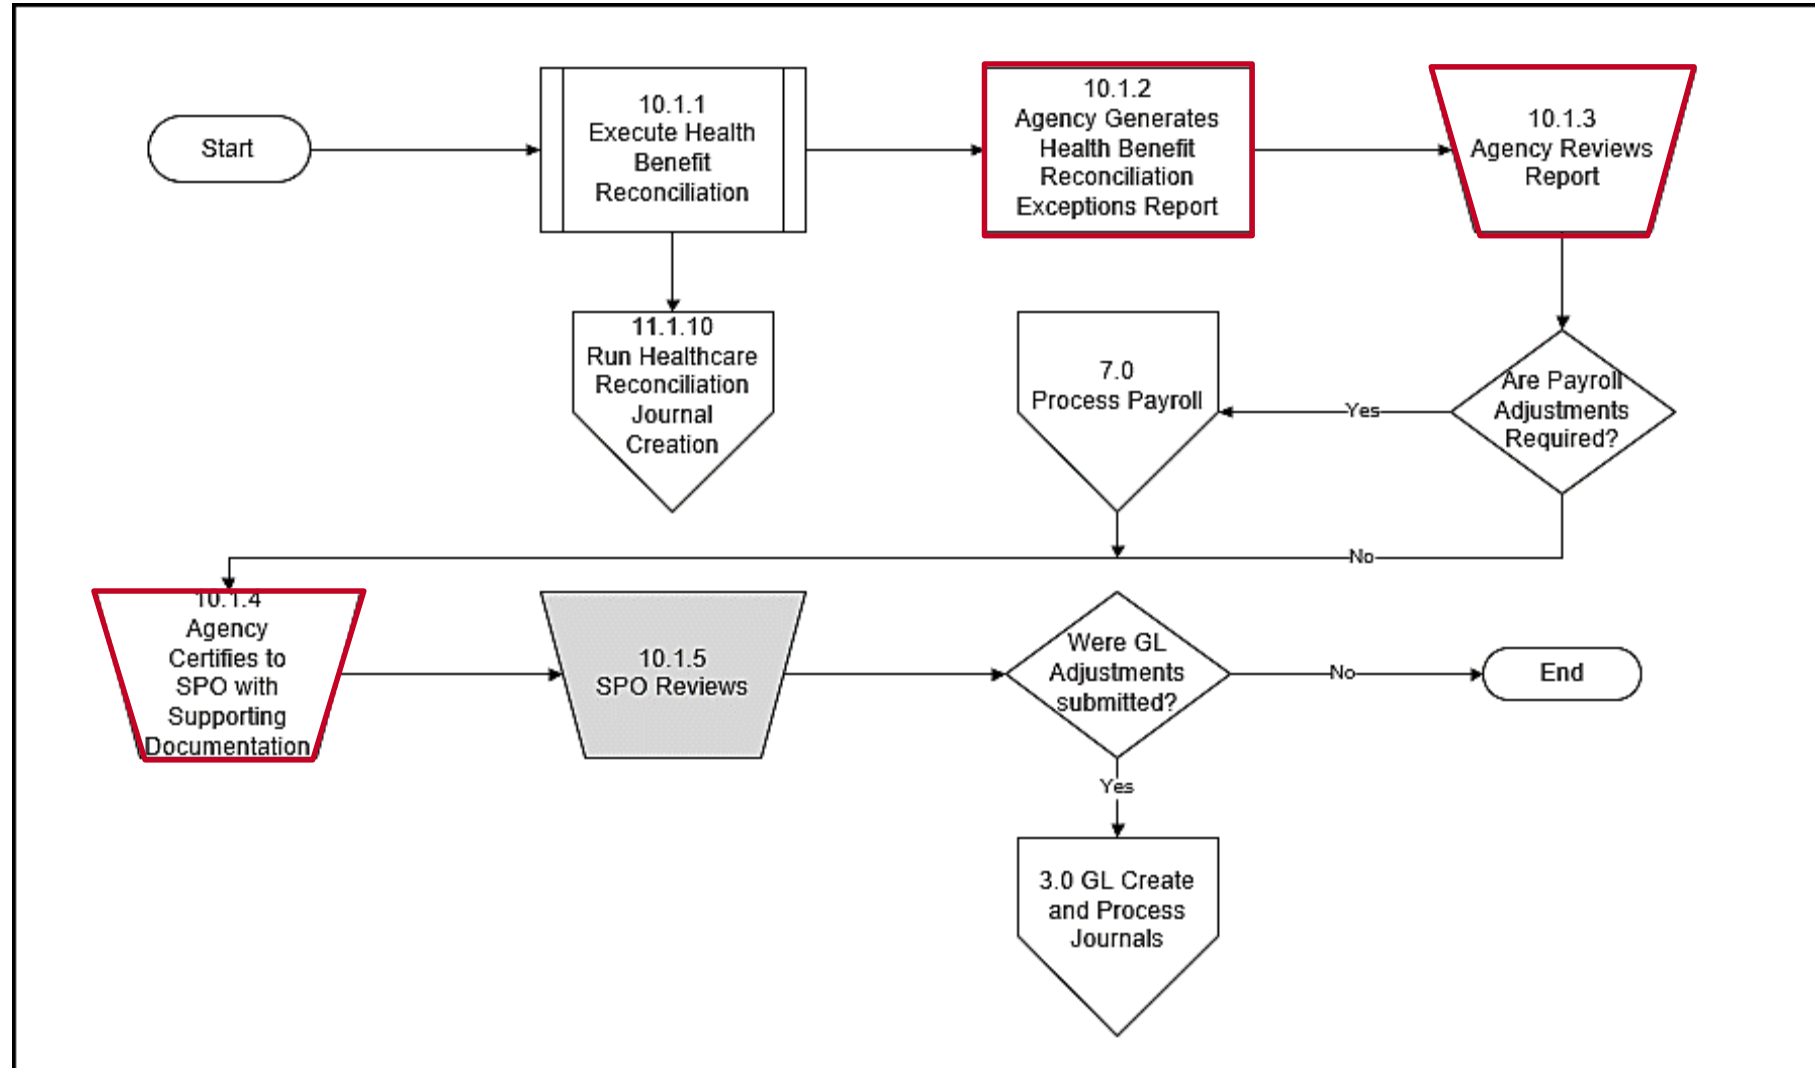 Start
10.1.1
Execute Health
Benefit
Reconciliation
10.1.2
Agency Generates
Health Benefit
Reconciliation
Exceptions Report
10.1.3
Agency Reviews
Report
11.1.10
Run Healthcare
Reconciliation
Journal
Creation
7.0
Process Payroll
Yes
Are Payroll
Adjustments
Required?
No
10.1.4
Agency
Certifies to
SPO with
Supporting
Documentation
10.1.5
SPO Reviews
Were GL
Adjustments
submitted?
No
End
Yes
3.0 GL Create
and Process
Journals